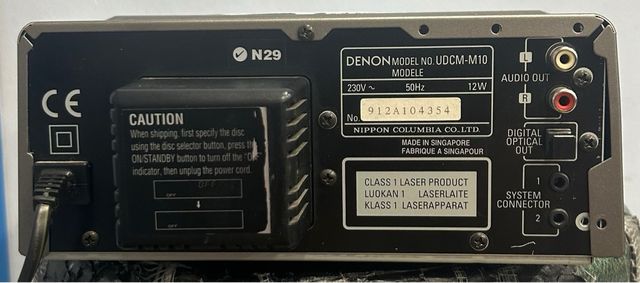 N29
CE
CAUTION
When shipping, first specify the disc
using the disc selector button, press the
ON/STANDBY button to turn off the "OFF"
indicator, then unplug the power cord.
OFF
OFF
DENON MODEL NO. UDCM-M10
MODELE
230V ~ 50Hz 12W
No. 912A104354
NIPPON COLUMBIA CO., LTD.
MADE IN SINGAPORE
FABRIQUE A SINGAPOUR
CLASS 1 LASER PRODUCT
LUOKAN 1 LASERLAITE
KLASS 1 LASERAPPARAT
L
AUDIO OUT
R
DIGITAL
OPTICAL
OUT
1
SYSTEM
CONNECTOR
2